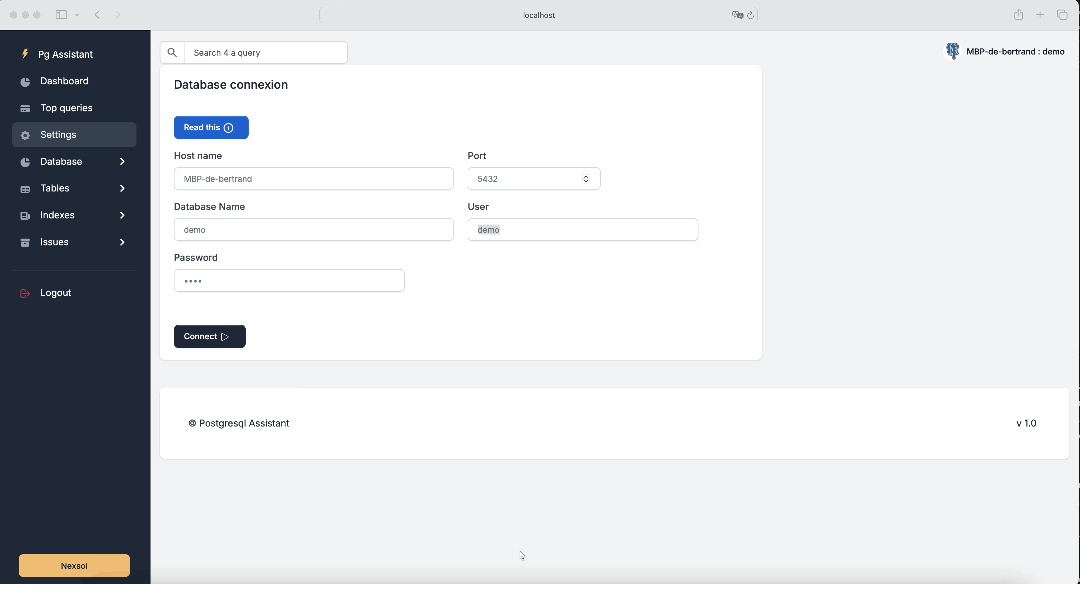 localhost
Pg Assistant
Dashboard
Top queries
Settings
Database
Tables
Indexes
Issues
Logout
Nexsol
Search 4 a query
MBP-de-bertrand : demo
Database connexion
Read this
Host name
Port
MBP-de-bertrand
5432
Database Name
User
demo
demo
Password
••••
Connect
© Postgresql Assistant
v 1.0